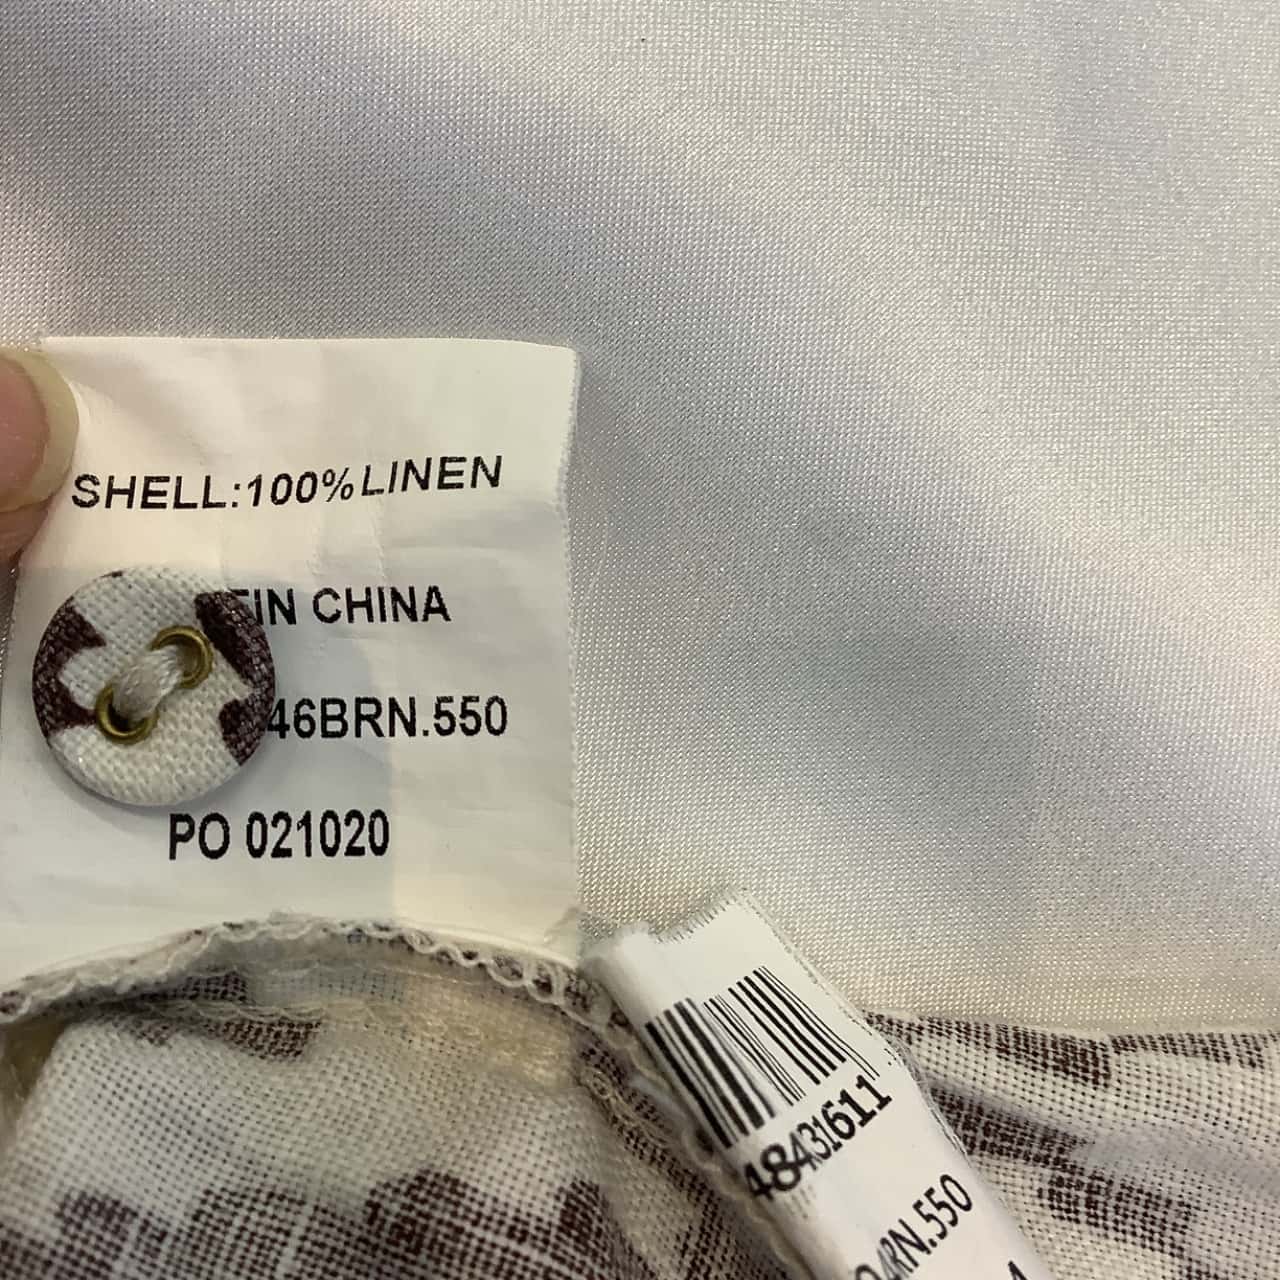 SHELL:100%LINEN
IN CHINA
46BRN.550
PO 021020
48431611
RN.550